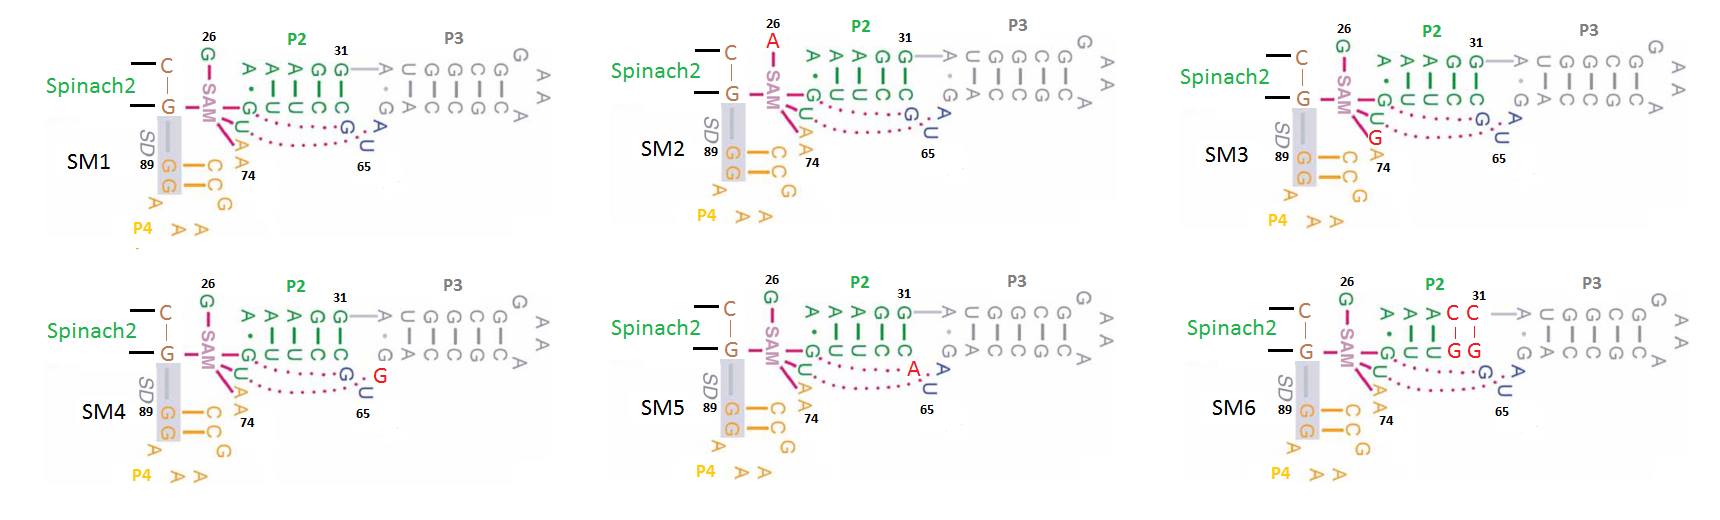 26 P2 31 P3
C G A A A G G A U G G C G G A A A
Spinach2
G SAM G U U C C G A C C G C
SD U G A
SM1 89 A U
G C A 74 65
G C
A G
P4 A A
26 P2 31 P3
C A A A A G G A U G G C G G A A A
Spinach2
G SAM G U U C C G A C C G C
SD U G A
SM2 89 A U
G C A 74 65
G C
A G
P4 A A
26 P2 31 P3
C G A A A G G A U G G C G G A A A
Spinach2
G SAM G U U C C G A C C G C
SD U G A
SM3 89 G U
G C A 74 65
G C
A G
P4 A A
26 P2 31 P3
C G A A A G G A U G G C G G A A A
Spinach2
G SAM G U U C C G A C C G C
SD U G G
SM4 89 A U
G C A 74 65
G C
A G
P4 A A
26 P2 31 P3
C G A A A G G A U G G C G G A A A
Spinach2
G SAM G U U C C G A C C G C
SD U A A
SM5 89 A U
G C A 74 65
G C
A G
P4 A A
26 P2 31 P3
C G A A A C C A U G G C G G A A A
Spinach2
G SAM G U U G G G A C C G C
SD U G A
SM6 89 A U
G C A 74 65
G C
A G
P4 A A